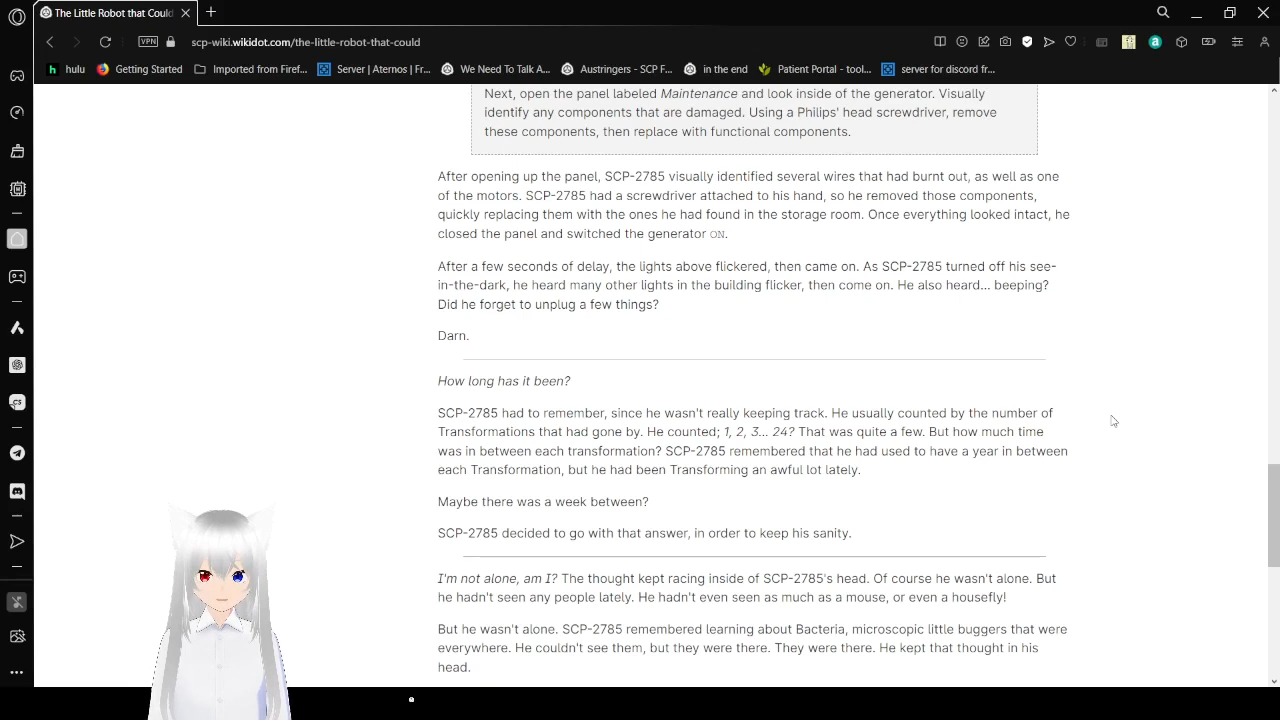 The Little Robot that Could
VPN
scp-wiki.wikidot.com/the-little-robot-that-could
hulu
Getting Started
Imported from Firef...
Server | Aternos | Fr...
We Need To Talk A...
Austringers - SCP F...
in the end
Patient Portal - tool...
server for discord fr...
Next, open the panel labeled Maintenance and look inside of the generator. Visually
identify any components that are damaged. Using a Philips' head screwdriver, remove
these components, then replace with functional components.
After opening up the panel, SCP-2785 visually identified several wires that had burnt out, as well as one
of the motors. SCP-2785 had a screwdriver attached to his hand, so he removed those components,
quickly replacing them with the ones he had found in the storage room. Once everything looked intact, he
closed the panel and switched the generator ON.
After a few seconds of delay, the lights above flickered, then came on. As SCP-2785 turned off his see-
in-the-dark, he heard many other lights in the building flicker, then come on. He also heard... beeping?
Did he forget to unplug a few things?
Darn.
How long has it been?
SCP-2785 had to remember, since he wasn't really keeping track. He usually counted by the number of
Transformations that had gone by. He counted; 1, 2, 3... 24? That was quite a few. But how much time
was in between each transformation? SCP-2785 remembered that he had used to have a year in between
each Transformation, but he had been Transforming an awful lot lately.
Maybe there was a week between?
SCP-2785 decided to go with that answer, in order to keep his sanity.
I'm not alone, am I? The thought kept racing inside of SCP-2785's head. Of course he wasn't alone. But
he hadn't seen any people lately. He hadn't even seen as much as a mouse, or even a housefly!
But he wasn't alone. SCP-2785 remembered learning about Bacteria, microscopic little buggers that were
everywhere. He couldn't see them, but they were there. They were there. He kept that thought in his
head.